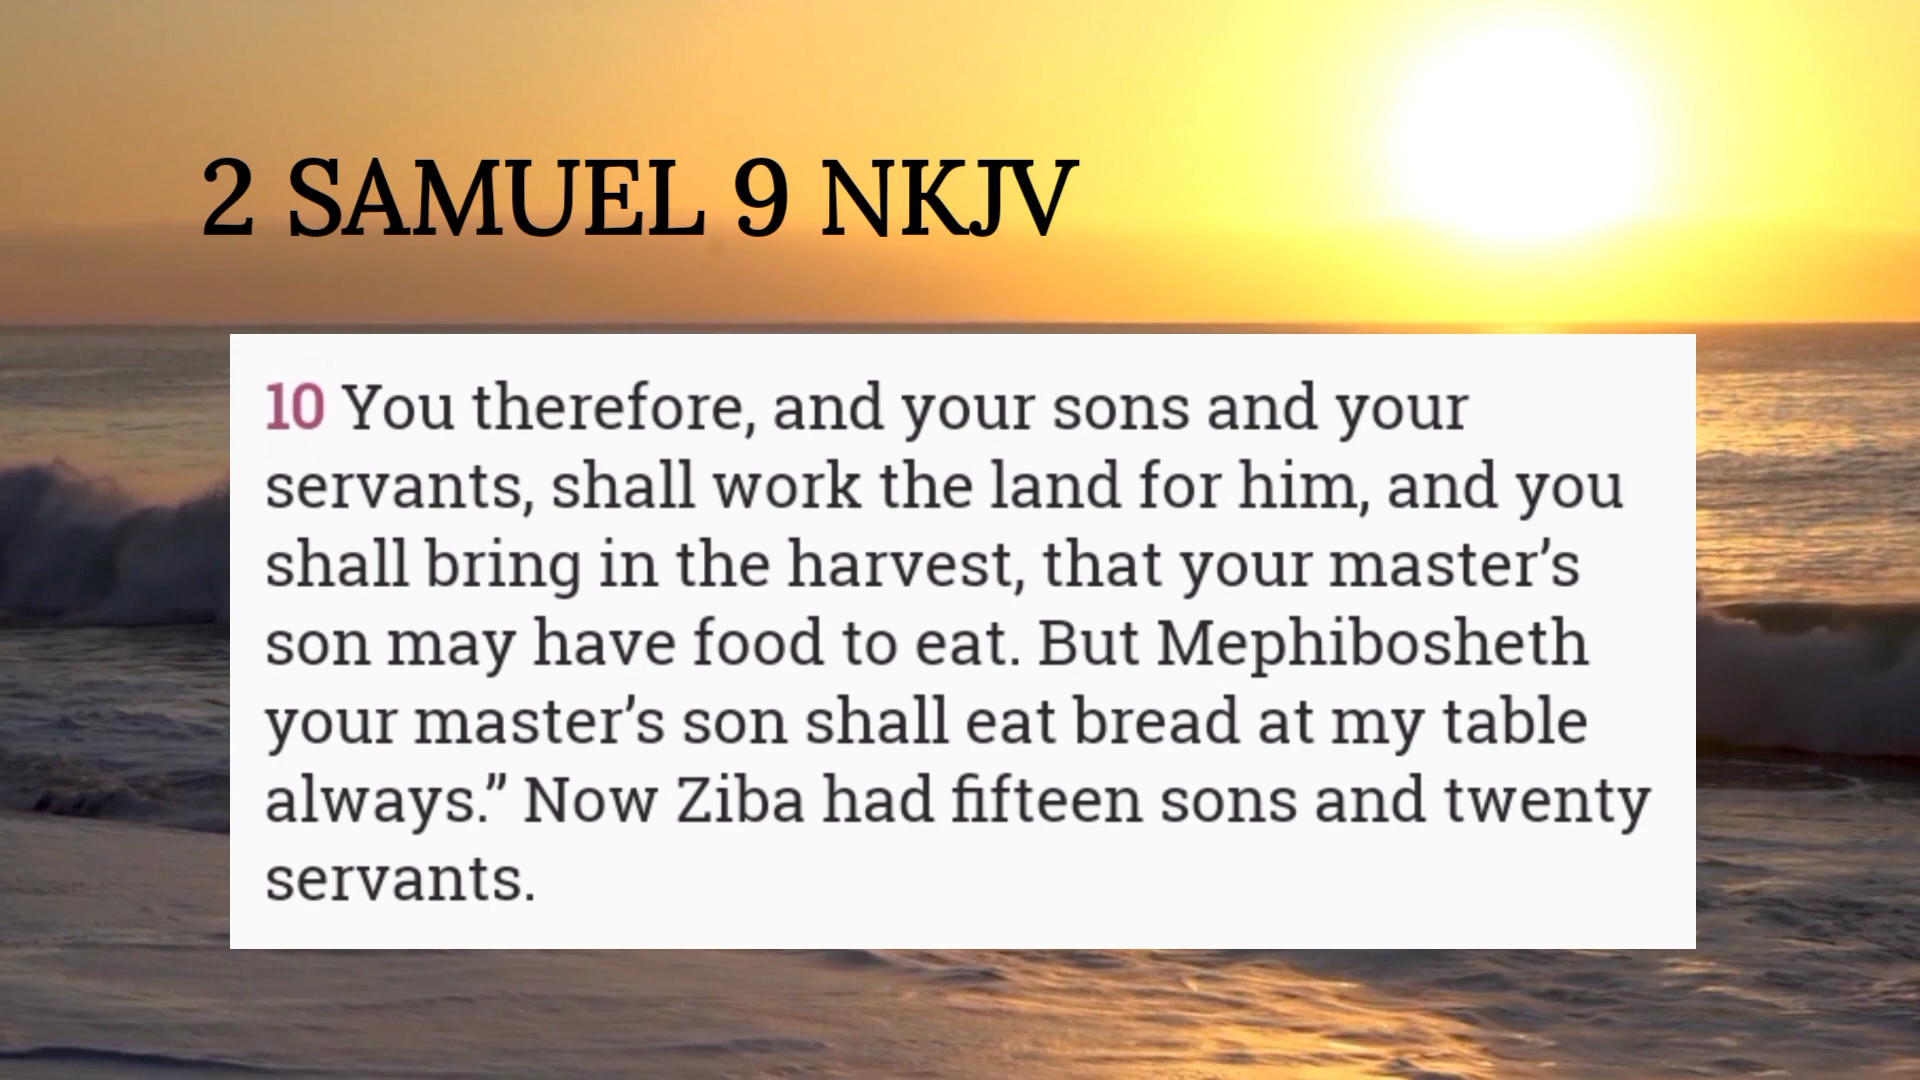 2 SAMUEL 9 NKJV
10 You therefore, and your sons and your
servants, shall work the land for him, and you
shall bring in the harvest, that your master’s
son may have food to eat. But Mephibosheth
your master’s son shall eat bread at my table
always.” Now Ziba had fifteen sons and twenty
servants.